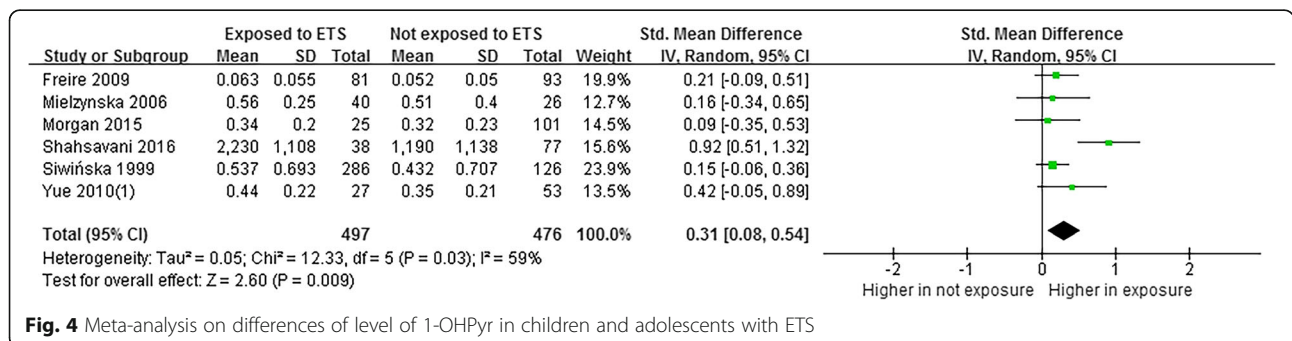 Exposed to ETS Not exposed to ETS Std. Mean Difference Std. Mean Difference
Study or Subgroup Mean SD Total Mean SD Total Weight IV, Random, 95% CI IV, Random, 95% CI
Freire 2009 0.063 0.055 81 0.052 0.05 93 19.9% 0.21 [-0.09, 0.51]
Mielzynska 2006 0.56 0.25 40 0.51 0.4 26 12.7% 0.16 [-0.34, 0.65]
Morgan 2015 0.34 0.2 25 0.32 0.23 101 14.5% 0.09 [-0.35, 0.53]
Shahsavani 2016 2,230 1,108 38 1,190 1,138 77 15.6% 0.92 [0.51, 1.32]
Siwińska 1999 0.537 0.693 286 0.432 0.707 126 23.9% 0.15 [-0.06, 0.36]
Yue 2010(1) 0.44 0.22 27 0.35 0.21 53 13.5% 0.42 [-0.05, 0.89]
Total (95% CI) 497 476 100.0% 0.31 [0.08, 0.54]
Heterogeneity: Tau² = 0.05; Chi² = 12.33, df = 5 (P = 0.03); I² = 59%
Test for overall effect: Z = 2.60 (P = 0.009)
-2 -1 0 1 2
Higher in not exposure Higher in exposure
Fig. 4 Meta-analysis on differences of level of 1-OHPyr in children and adolescents with ETS